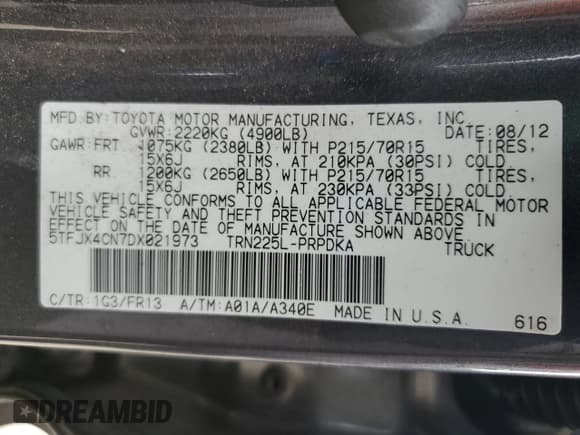 MFD.BY:TOYOTA MOTOR MANUFACTURING, TEXAS, INC.
GVWR:2220KG (4900LB) DATE:08/12
GAWR:FRT 1075KG (2380LB) WITH P215/70R15 TIRES,
15X6J RIMS, AT 210KPA (30PSI) COLD
RR 1200KG (2650LB) WITH P215/70R15 TIRES,
15X6J RIMS, AT 230KPA (33PSI) COLD
THIS VEHICLE CONFORMS TO ALL APPLICABLE FEDERAL MOTOR
VEHICLE SAFETY AND THEFT PREVENTION STANDARDS IN
EFFECT ON THE DATE OF MANUFACTURE SHOWN ABOVE.
5TFJX4CN7DX021973 TRN225L-PRPDKA TRUCK
C/TR:1G3/FR13 A/TM:A01A/A340E MADE IN U.S.A. 616
DREAMBID